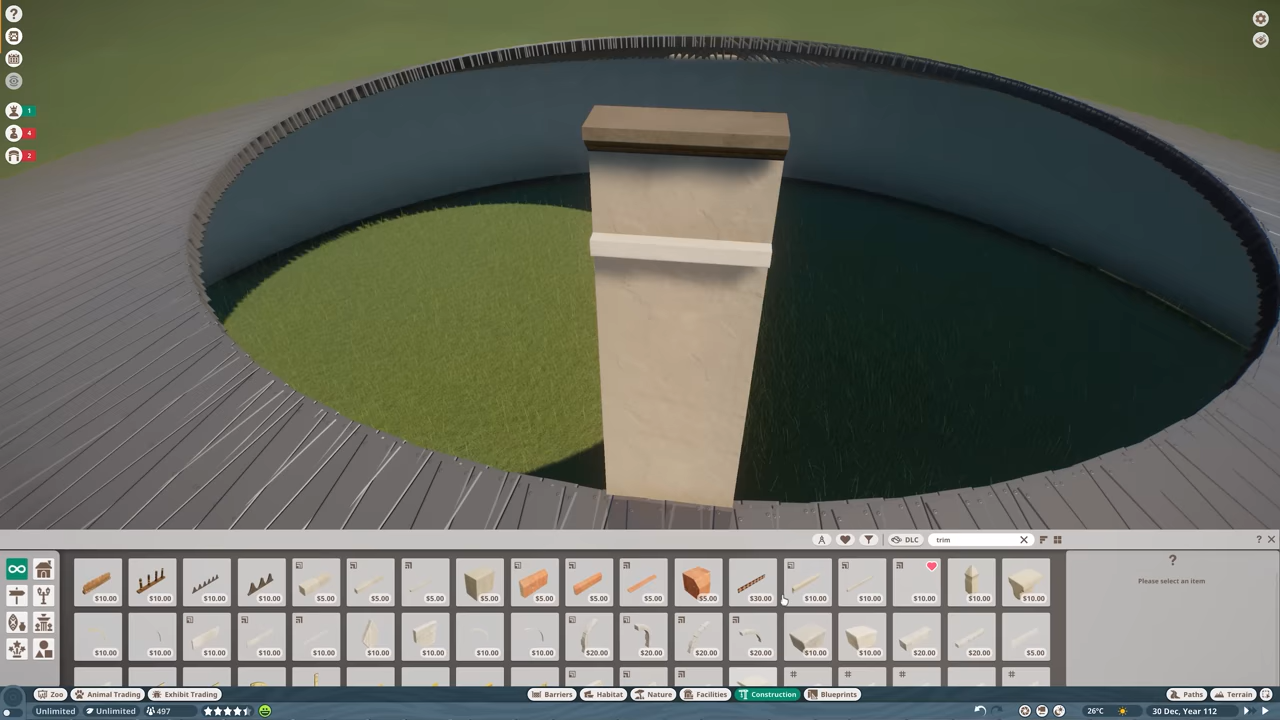 ?
1
4
2
DLC
trim
?
?
Please select an item
$10.00 $10.00 $10.00 $10.00 $5.00 $5.00 $5.00 $5.00 $5.00 $5.00 $5.00 $5.00 $30.00 $10.00 $10.00 $10.00 $10.00 $10.00
$10.00 $10.00 $10.00 $10.00 $10.00 $10.00 $10.00 $10.00 $10.00 $20.00 $20.00 $20.00 $20.00 $10.00 $10.00 $20.00 $20.00 $5.00
Zoo Animal Trading Exhibit Trading Barriers Habitat Nature Facilities Construction Blueprints Paths Terrain
Unlimited Unlimited 497 26°C 30 Dec, Year 112